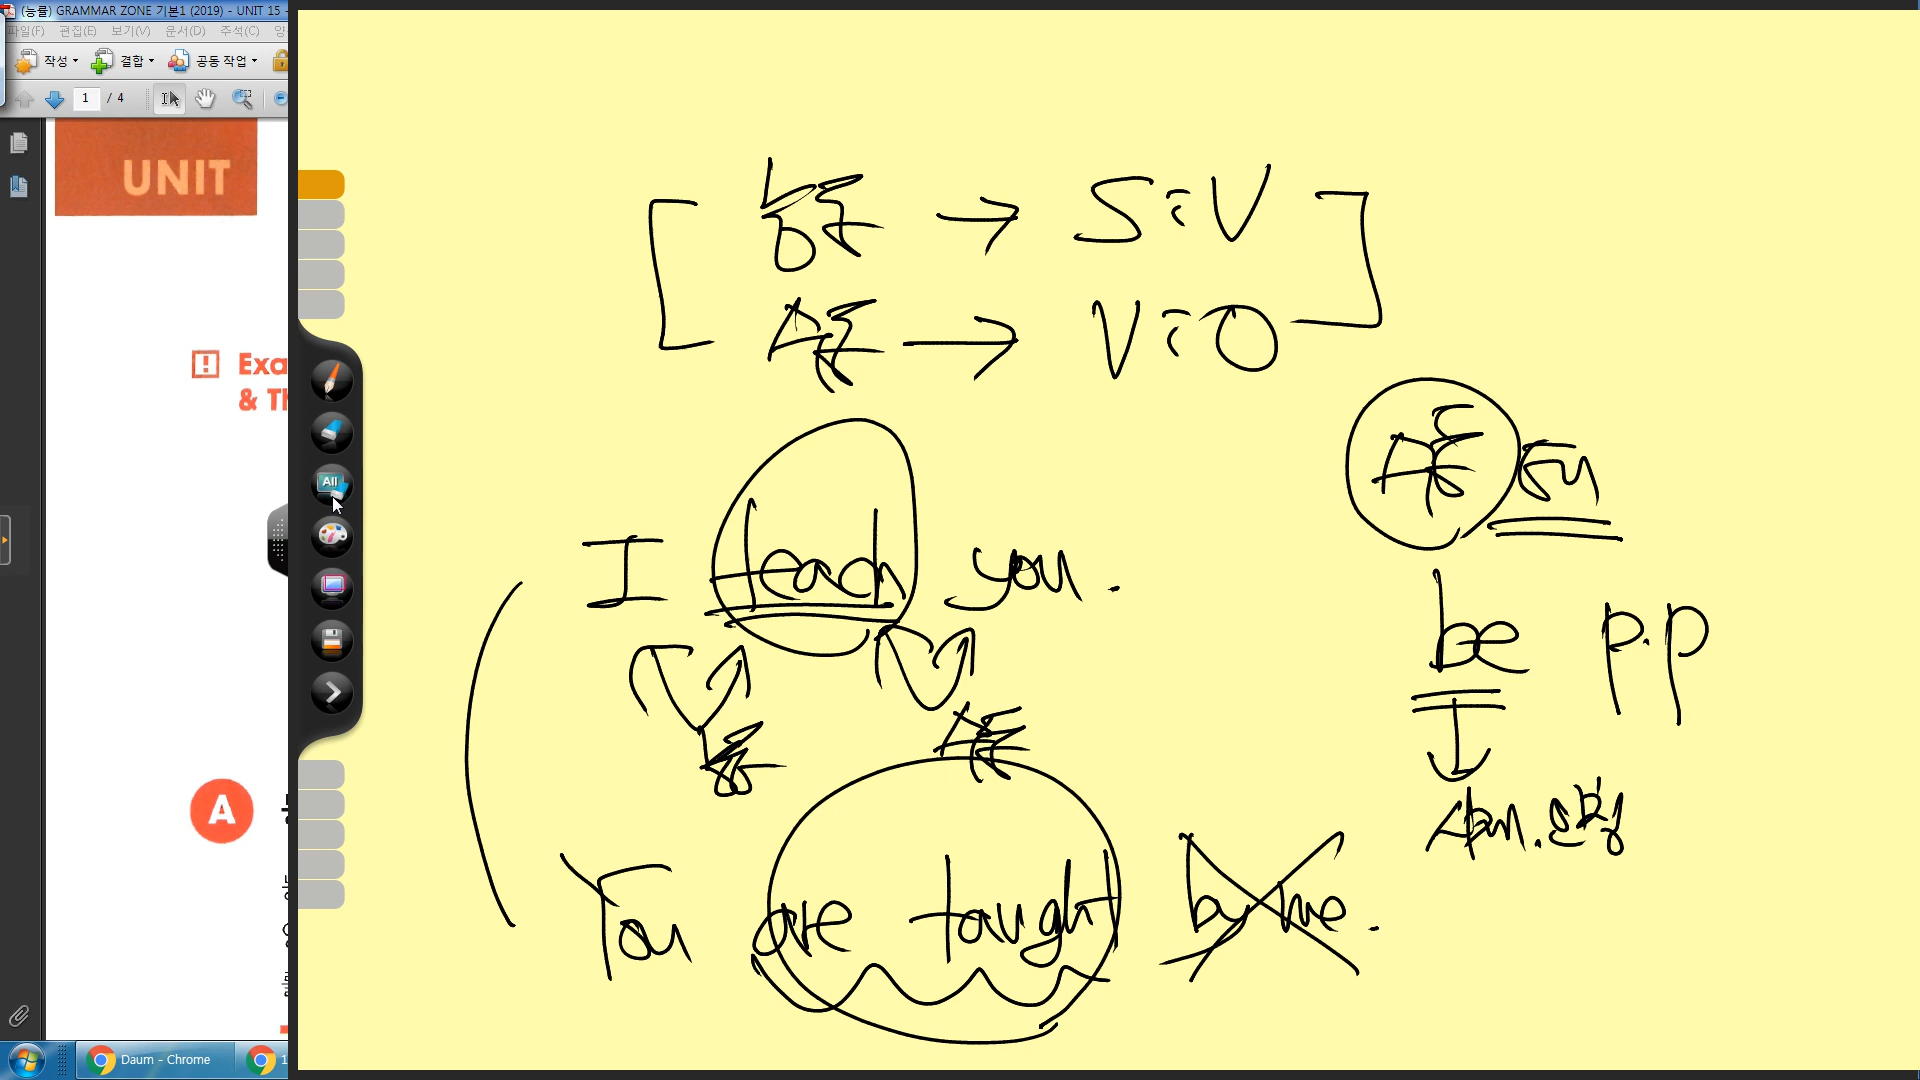 (능률) GRAMMAR ZONE 기본1 (2019) - UNIT 15 -
파일(F) 편집(E) 보기(V) 문서(D) 주석(C)
작성 결합 공동 작업
1 / 4
UNIT
Exa
& Th
All
A
능동 → S : V
수동 → V : O
I teach you.
능동 수동
You are taught by me.
be p.p
Daum - Chrome
1